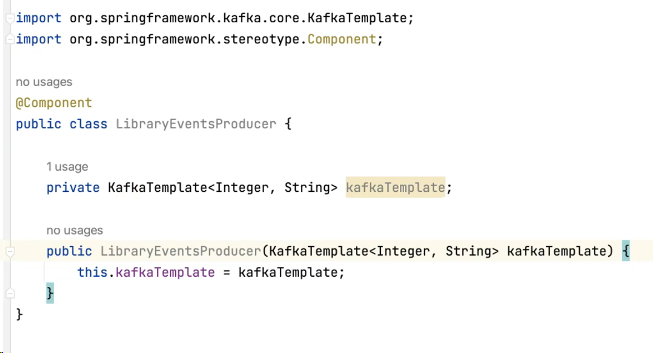 import org.springframework.kafka.core.KafkaTemplate;
import org.springframework.stereotype.Component;
no usages
@Component
public class LibraryEventsProducer {
1 usage
private KafkaTemplate<Integer, String> kafkaTemplate;
no usages
public LibraryEventsProducer(KafkaTemplate<Integer, String> kafkaTemplate) {
this.kafkaTemplate = kafkaTemplate;
}
}